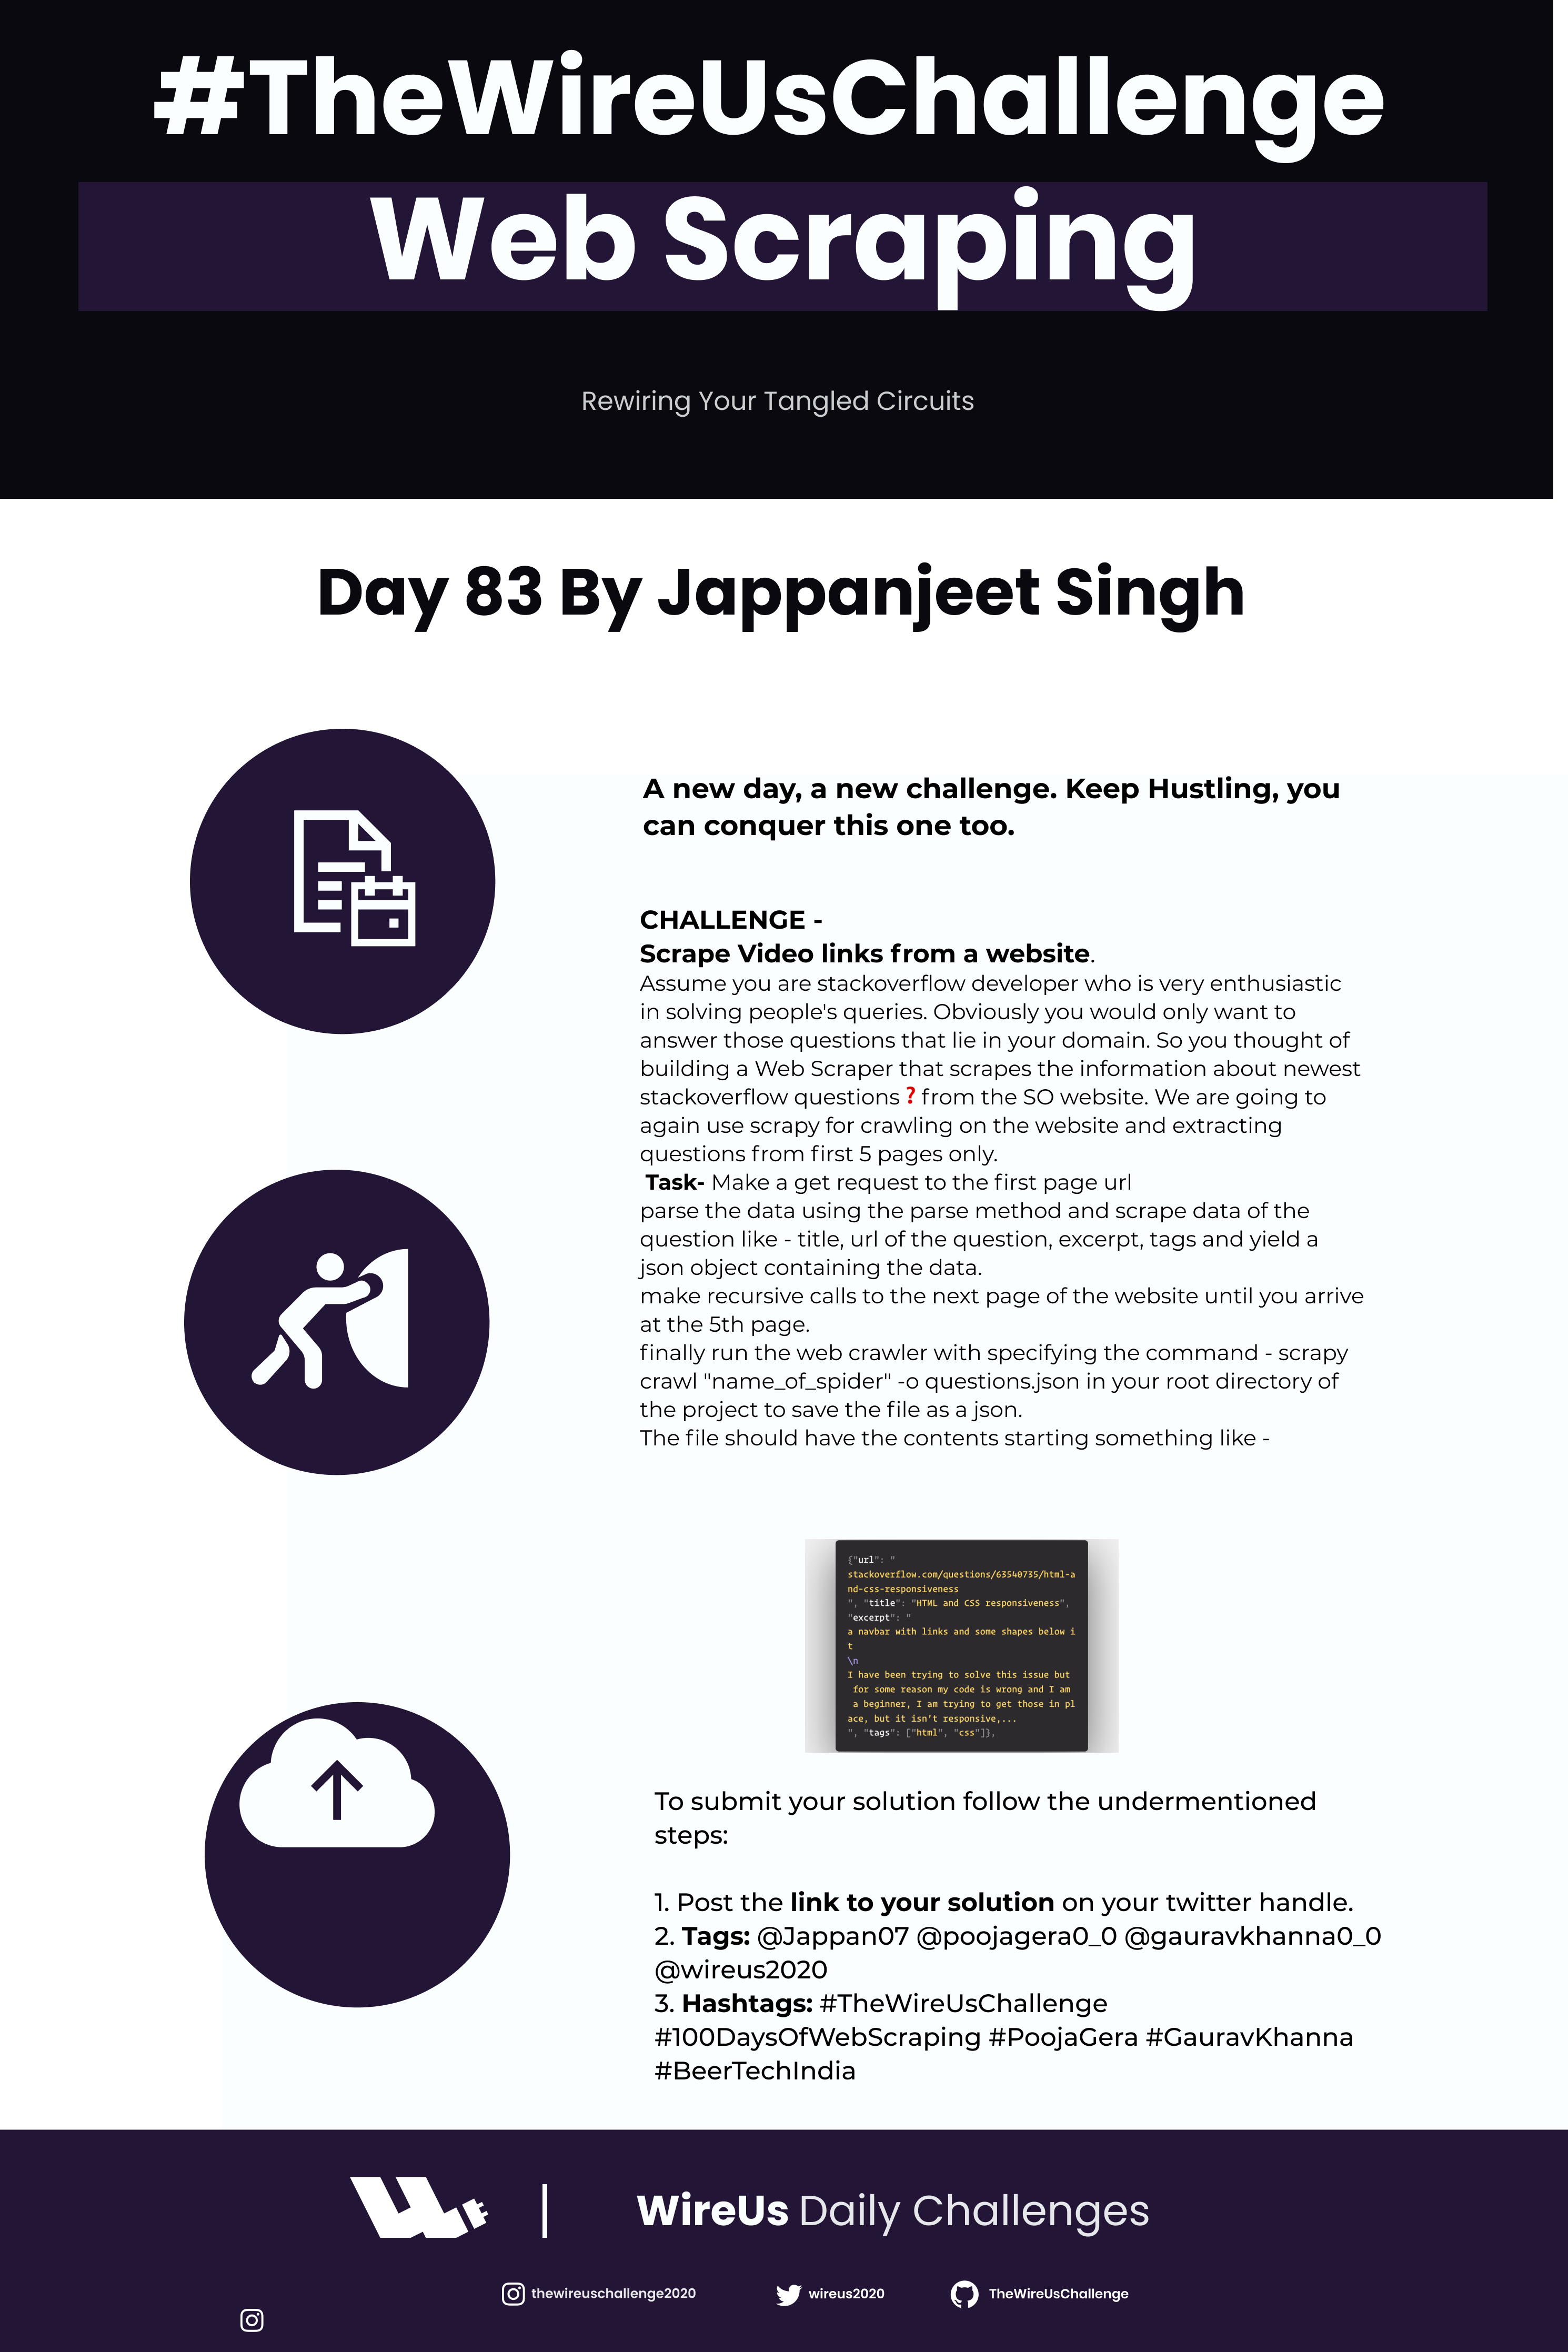 #TheWireUsChallenge
Web Scraping
Rewiring Your Tangled Circuits
Day 83 By Jappanjeet Singh
A new day, a new challenge. Keep Hustling, you
can conquer this one too.
CHALLENGE -
Scrape Video links from a website.
Assume you are stackoverflow developer who is very enthusiastic
in solving people's queries. Obviously you would only want to
answer those questions that lie in your domain. So you thought of
building a Web Scraper that scrapes the information about newest
stackoverflow questions ❓ from the SO website. We are going to
again use scrapy for crawling on the website and extracting
questions from first 5 pages only.
Task- Make a get request to the first page url
parse the data using the parse method and scrape data of the
question like - title, url of the question, excerpt, tags and yield a
json object containing the data.
make recursive calls to the next page of the website until you arrive
at the 5th page.
finally run the web crawler with specifying the command - scrapy
crawl "name_of_spider" -o questions.json in your root directory of
the project to save the file as a json.
The file should have the contents starting something like -
{"url": "
stackoverflow.com/questions/63540735/html-a
nd-css-responsiveness
", "title": "HTML and CSS responsiveness",
"excerpt": "
a navbar with links and some shapes below i
t
\n
I have been trying to solve this issue but
for some reason my code is wrong and I am
a beginner, I am trying to get those in pl
ace, but it isn't responsive,...
", "tags": ["html", "css"]},
To submit your solution follow the undermentioned
steps:
1. Post the link to your solution on your twitter handle.
2. Tags: @Jappan07 @poojagera0_0 @gauravkhanna0_0
@wireus2020
3. Hashtags: #TheWireUsChallenge
#100DaysOfWebScraping #PoojaGera #GauravKhanna
#BeerTechIndia
WireUs Daily Challenges
thewireuschallenge2020
wireus2020
TheWireUsChallenge